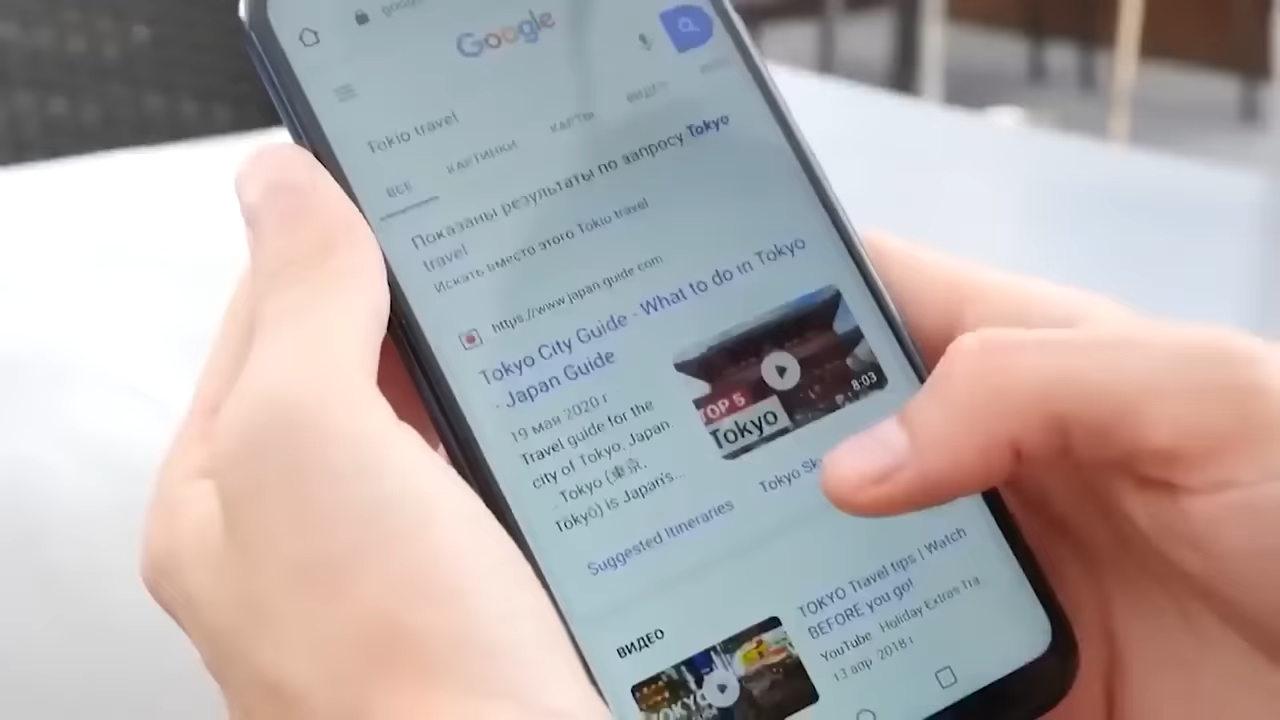 Google
Tokio travel
ВСЕ КАРТИНКИ КАРТЫ ВИДЕО
Показаны результаты по запросу Tokyo
travel
Искать вместо этого Tokio travel
https://www.japan-guide.com
Tokyo City Guide - What to do in Tokyo
- Japan Guide
19 мая 2020 г.
Travel guide for the
city of Tokyo, Japan.
... Tokyo (東京,
Tōkyō) is Japan's...
TOP 5
Tokyo
8:03
Suggested Itineraries
Tokyo
ВИДЕО
TOKYO Travel tips | Watch
BEFORE you go!
YouTube · Holiday Extras Tra
13 апр. 2018 г.